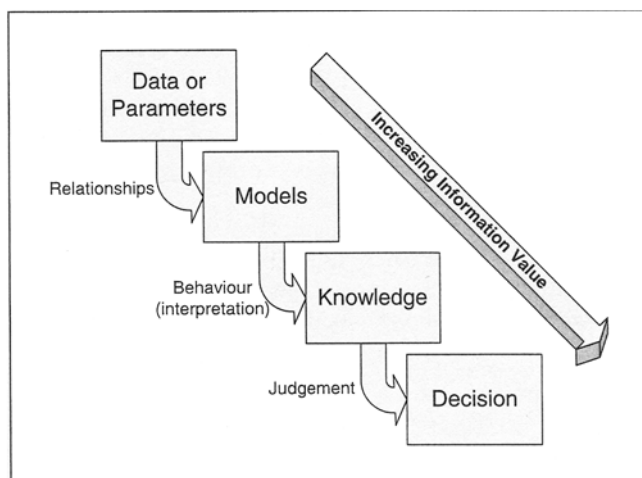 Data or
Parameters
Increasing Information Value
Relationships
Models
Behaviour
(interpretation)
Knowledge
Judgement
Decision